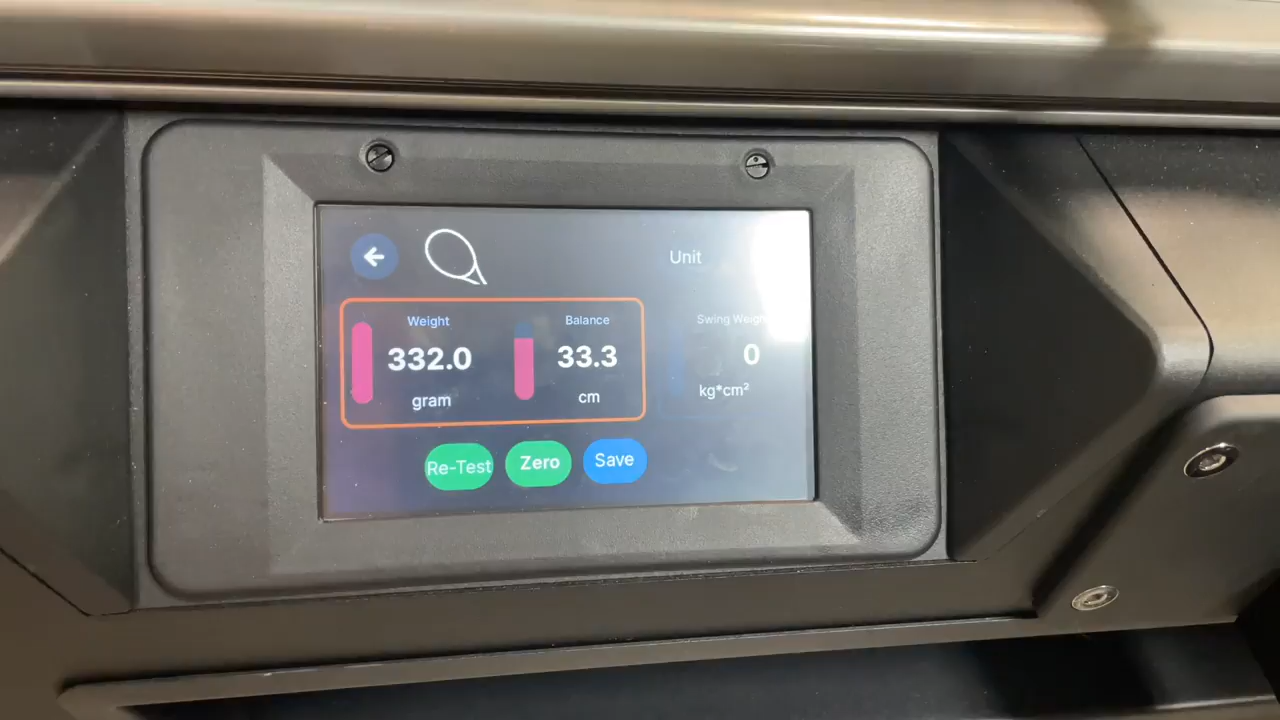 Unit
Weight
332.0
gram
Balance
33.3
cm
Swing Weight
0
kg*cm²
Re-Test
Zero
Save